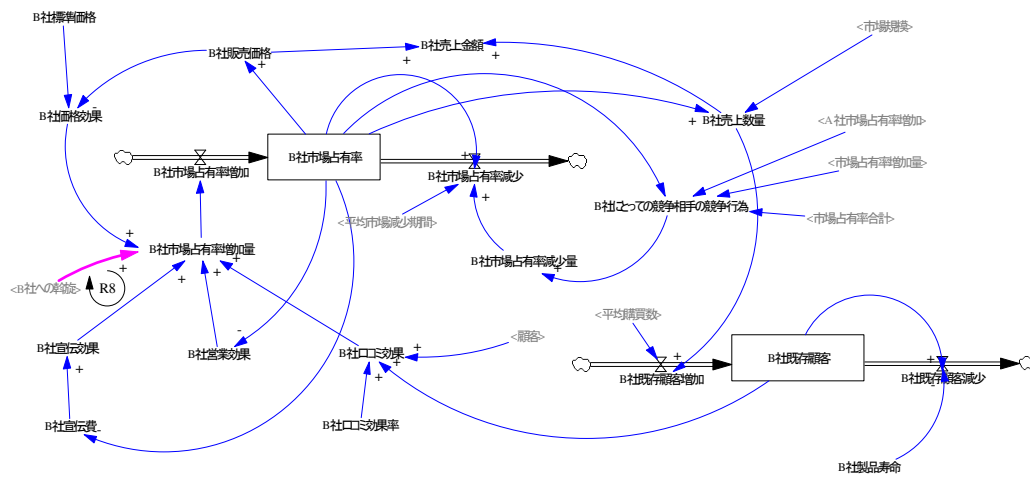 B社標準価格
<市場規模>
B社販売価格
B社売上金額
B社価格効果
B社売上数量
<A社市場占有率増加>
B社市場占有率
<市場占有率増加量>
B社市場占有率増加
B社市場占有率減少
B社にとっての競争相手の競争行為
<平均市場減少期間>
<市場占有率合計>
B社市場占有率増加量
B社市場占有率減少量
<B社への斡旋>
R8
<平均購買数>
<顧客>
B社宣伝効果
B社営業効果
B社口コミ効果
B社既存顧客
B社既存顧客増加
B社既存顧客減少
B社宣伝費
B社口コミ効果率
B社製品寿命